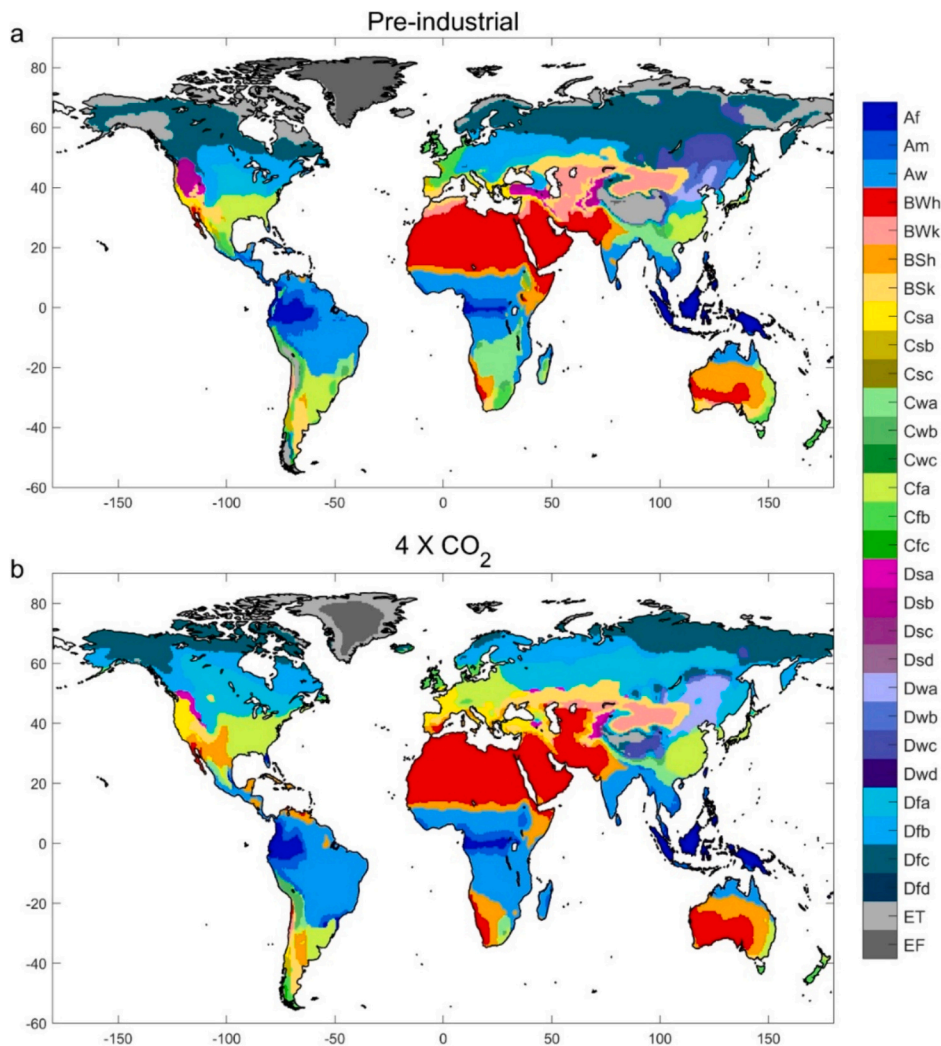 Pre-industrial
a
80
60
40
20
0
-20
-40
-60
-150
-100
-50
0
50
100
150
4 X CO₂
b
80
60
40
20
0
-20
-40
-60
-150
-100
-50
0
50
100
150
Af
Am
Aw
BWh
BWk
BSh
BSk
Csa
Csb
Csc
Cwa
Cwb
Cwc
Cfa
Cfb
Cfc
Dsa
Dsb
Dsc
Dsd
Dwa
Dwb
Dwc
Dwd
Dfa
Dfb
Dfc
Dfd
ET
EF